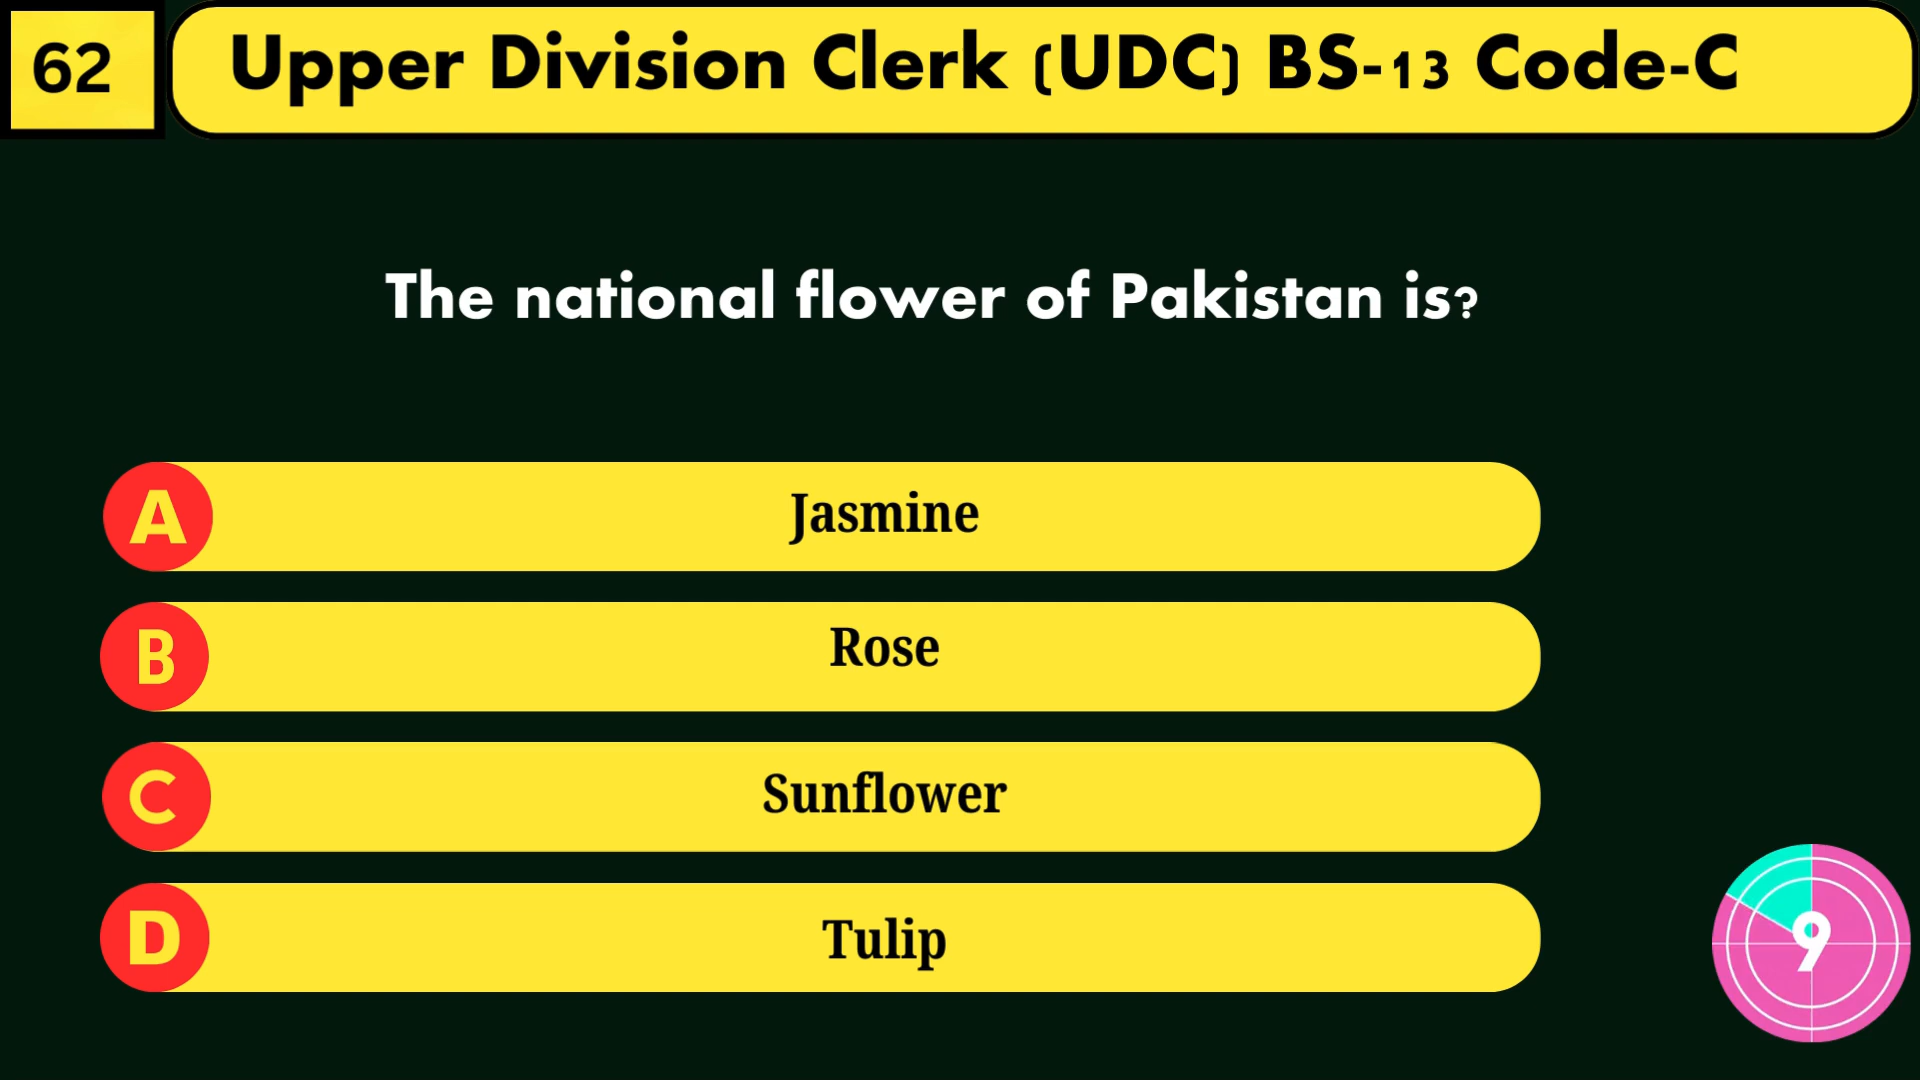 62
Upper Division Clerk (UDC) BS-13 Code-C
The national flower of Pakistan is?
A
Jasmine
B
Rose
C
Sunflower
D
Tulip
9